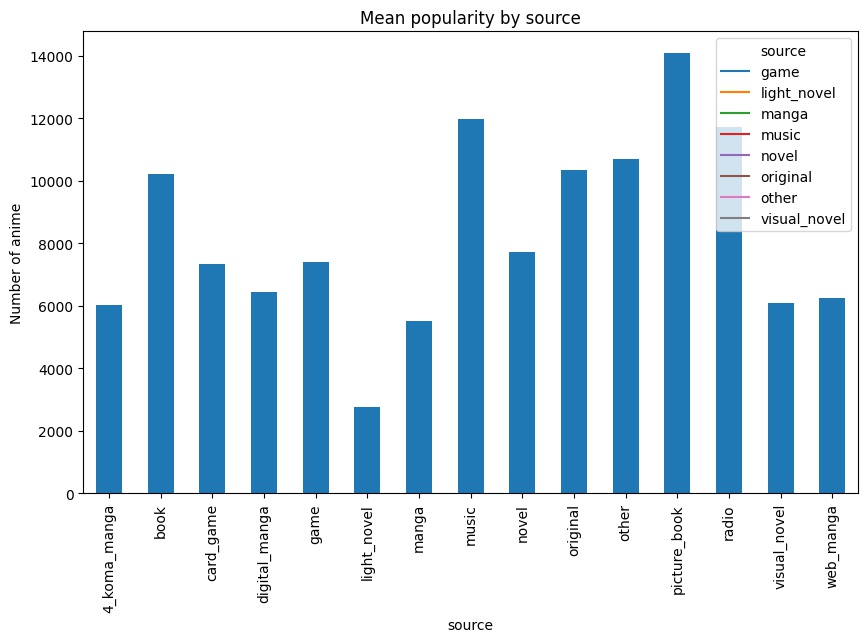 Mean popularity by source
Number of anime
14000
12000
10000
8000
6000
4000
2000
0
source
game
light_novel
manga
music
novel
original
other
visual_novel
4_koma_manga
book
card_game
digital_manga
game
light_novel
manga
music
novel
original
other
picture_book
radio
visual_novel
web_manga
source